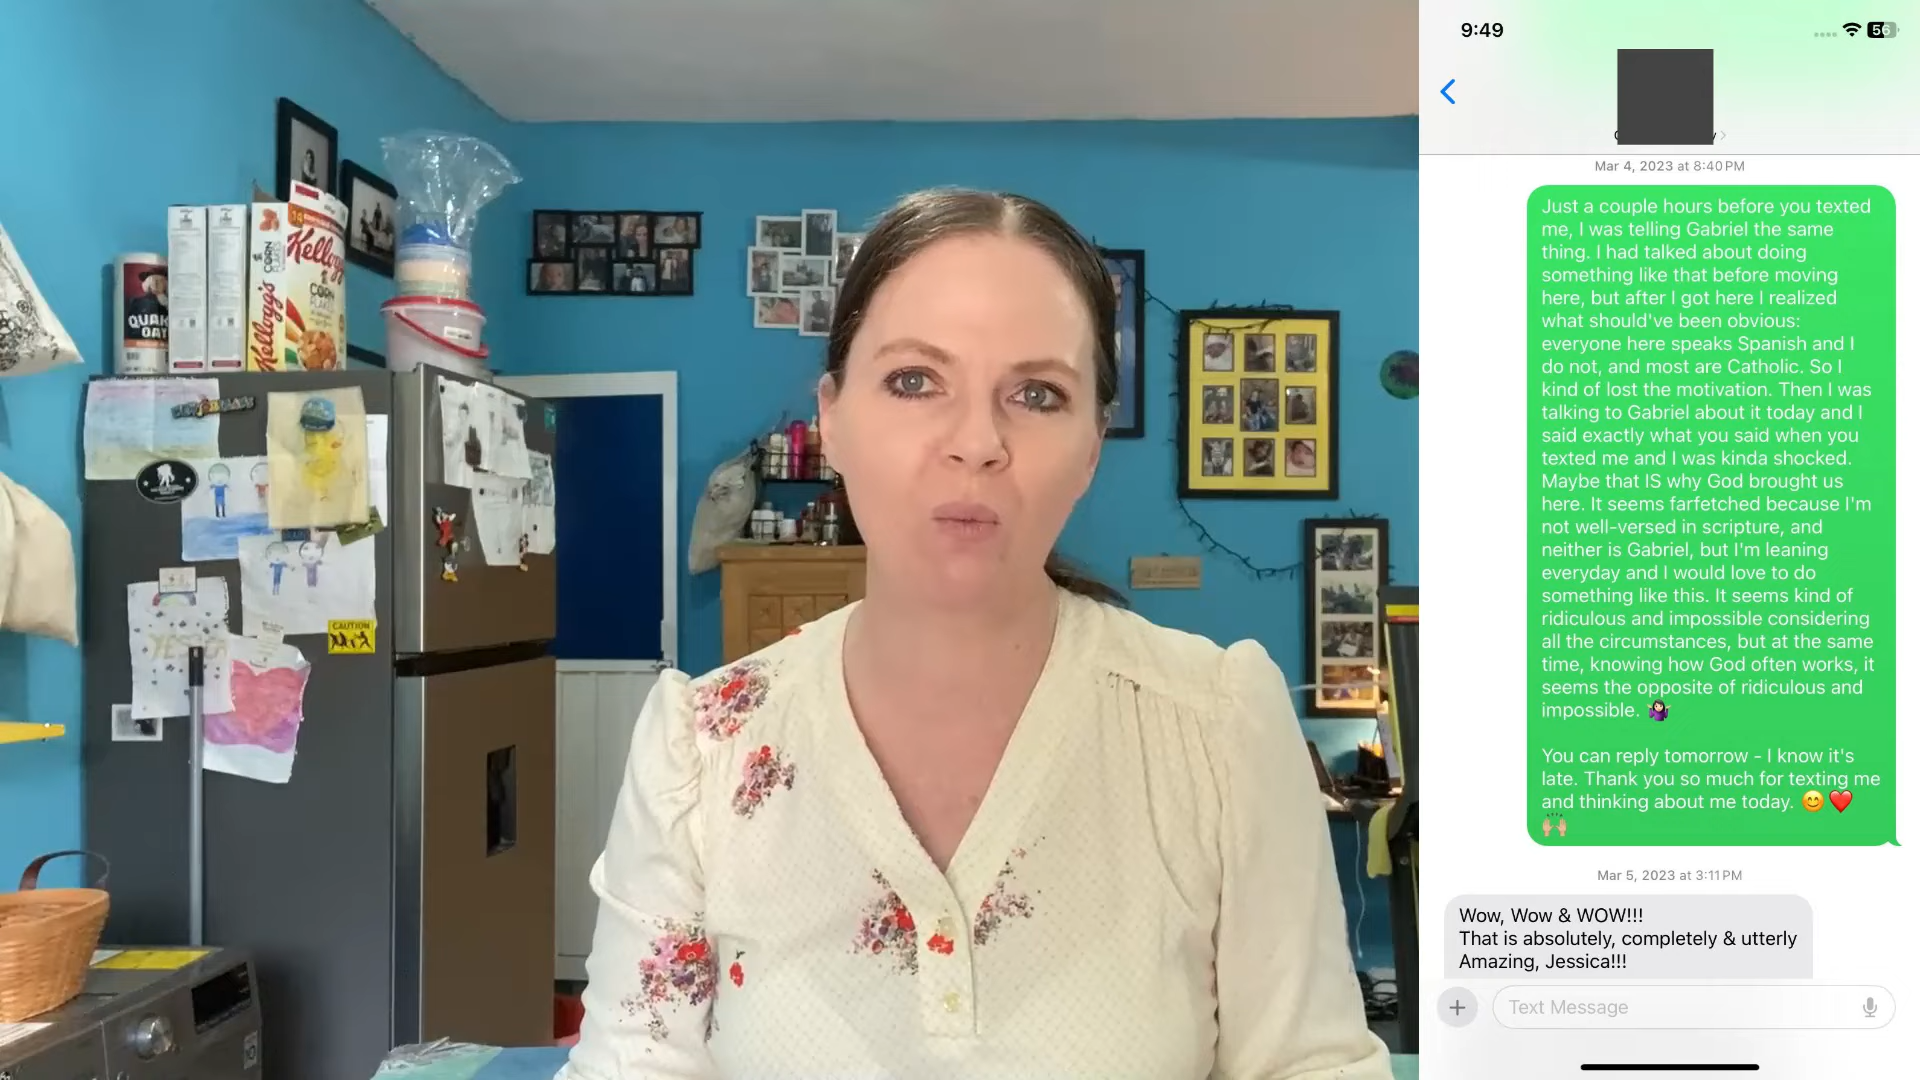 QUAK
OAT
Kellogg's
CORN
FLAKES
Kellogg
CORN
CAUTION
9:49
56
Mar 4, 2023 at 8:40 PM
Just a couple hours before you texted
me, I was telling Gabriel the same
thing. I had talked about doing
something like that before moving
here, but after I got here I realized
what should've been obvious:
everyone here speaks Spanish and I
do not, and most are Catholic. So I
kind of lost the motivation. Then I was
talking to Gabriel about it today and I
said exactly what you said when you
texted me and I was kinda shocked.
Maybe that IS why God brought us
here. It seems farfetched because I'm
not well-versed in scripture, and
neither is Gabriel, but I'm leaning
everyday and I would love to do
something like this. It seems kind of
ridiculous and impossible considering
all the circumstances, but at the same
time, knowing how God often works, it
seems the opposite of ridiculous and
impossible. 🤷🏻‍♀️
You can reply tomorrow - I know it's
late. Thank you so much for texting me
and thinking about me today. 😊❤️
🙌🏼
Mar 5, 2023 at 3:11 PM
Wow, Wow & WOW!!!
That is absolutely, completely & utterly
Amazing, Jessica!!!
Text Message